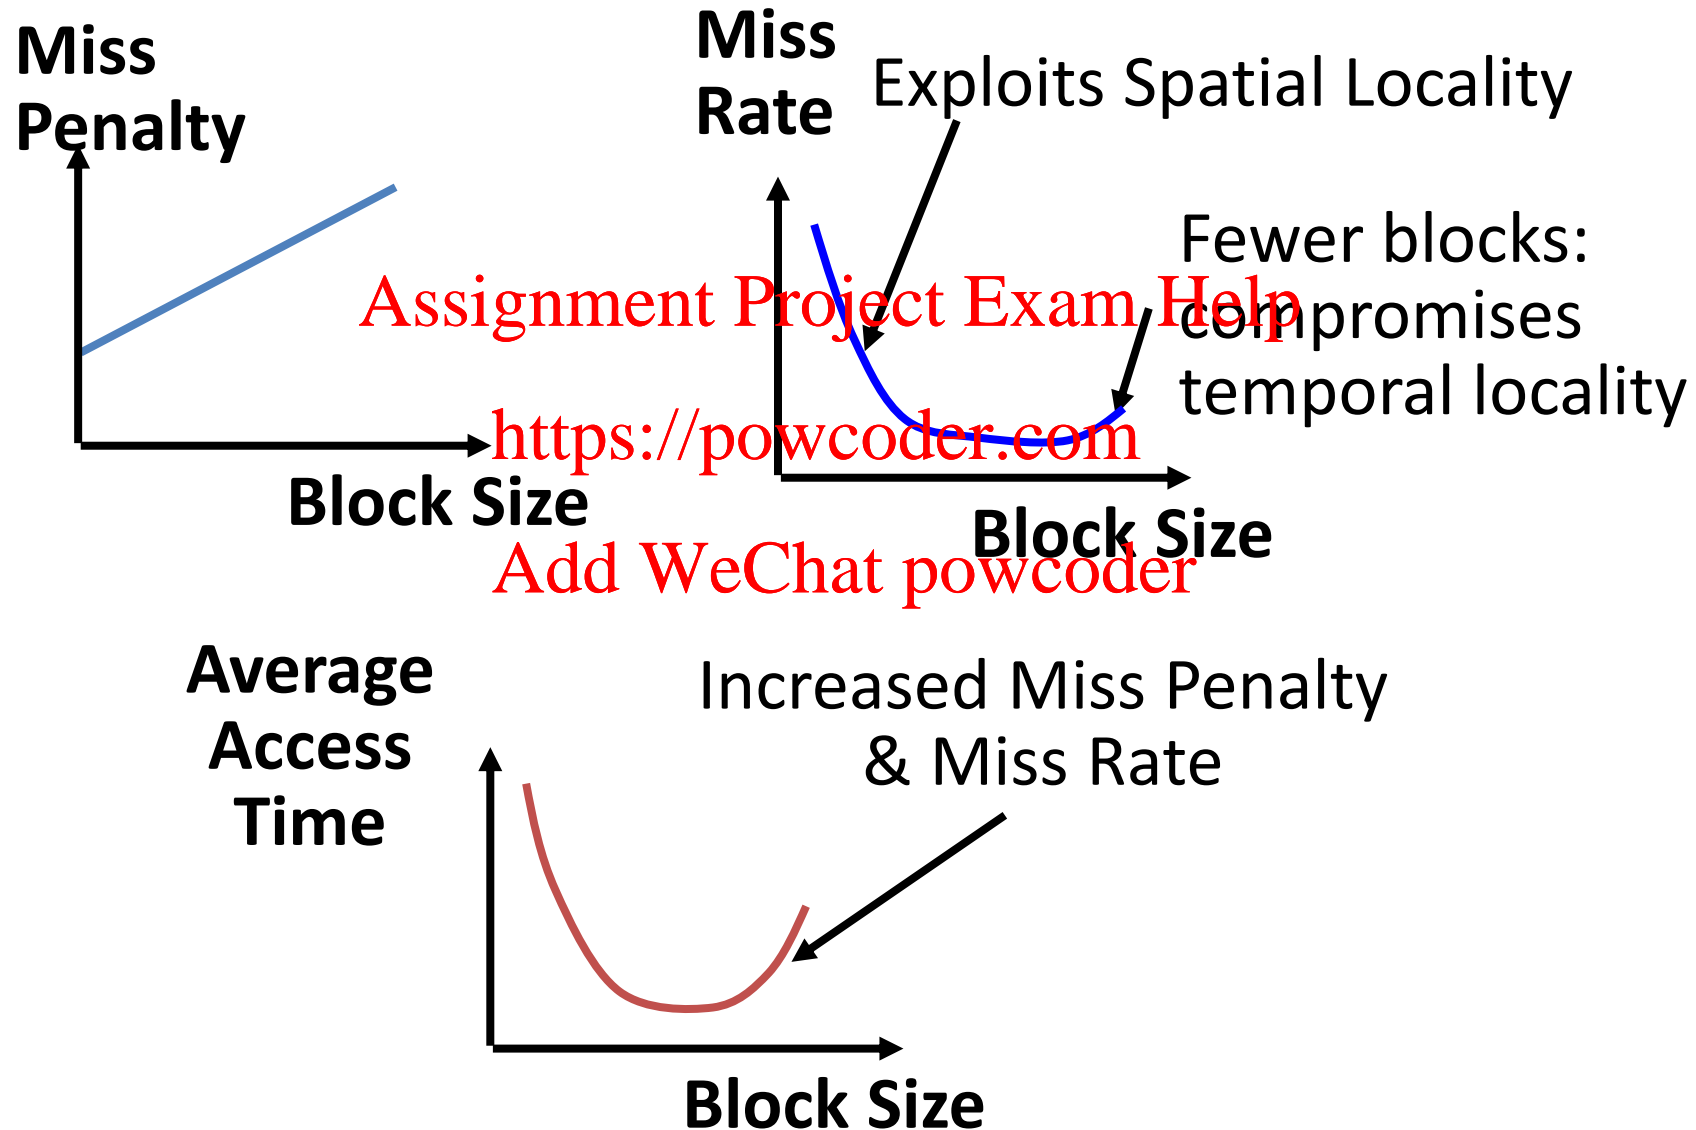 Miss
Penalty
Block Size
Miss
Rate
Exploits Spatial Locality
Fewer blocks:
compromises
temporal locality
Block Size
Assignment Project Exam Help
https://powcoder.com
Add WeChat powcoder
Average
Access
Time
Increased Miss Penalty
& Miss Rate
Block Size